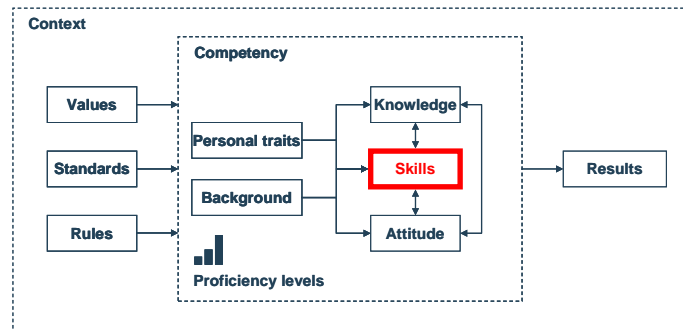 Context
Competency
Values
Knowledge
Personal traits
Standards
Skills
Results
Background
Rules
Attitude
Proficiency levels